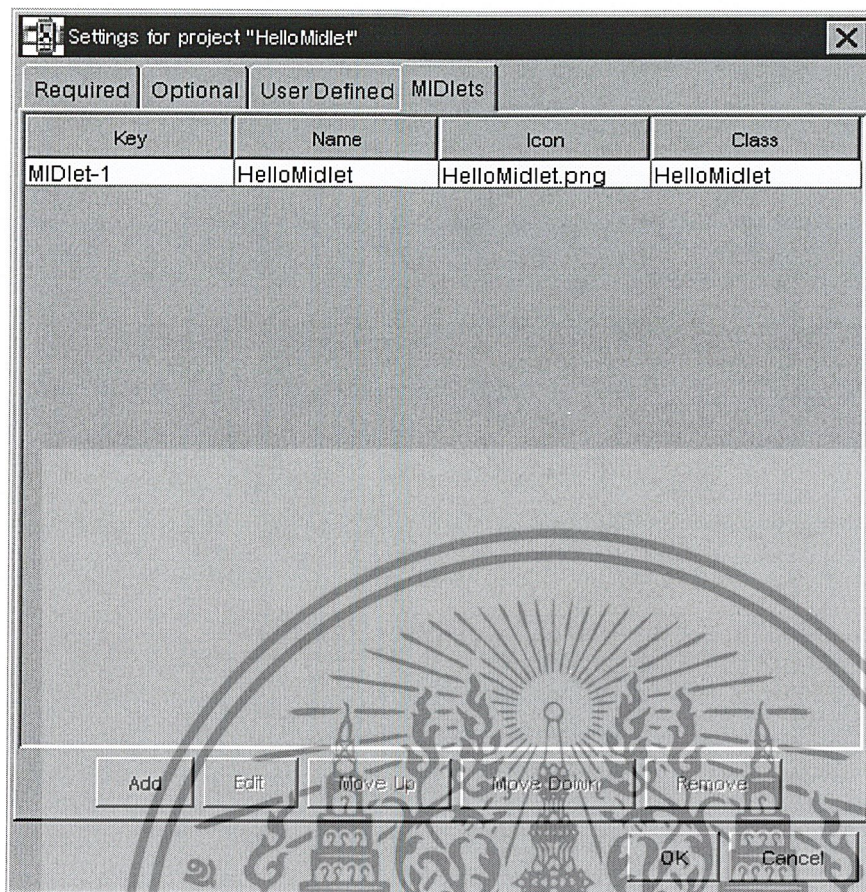 Settings for project "HelloMidlet"
Required Optional User Defined MIDlets
Key Name Icon Class
MIDlet-1 HelloMidlet HelloMidlet.png HelloMidlet
Add Edit Move Up Move Down Remove
OK Cancel